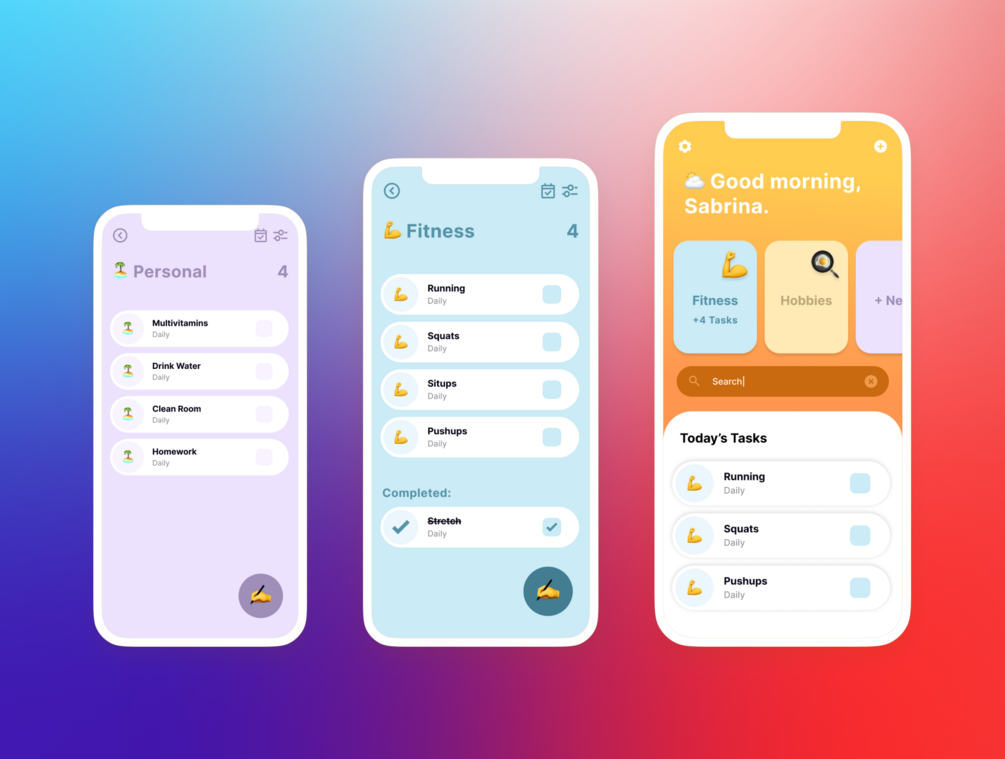 Personal 4
Multivitamins
Daily
Drink Water
Daily
Clean Room
Daily
Homework
Daily
Fitness 4
Running
Daily
Squats
Daily
Situps
Daily
Pushups
Daily
Completed:
Stretch
Daily
Good morning,
Sabrina.
Fitness
+4 Tasks
Hobbies
+ Ne
Search
Today’s Tasks
Running
Daily
Squats
Daily
Pushups
Daily